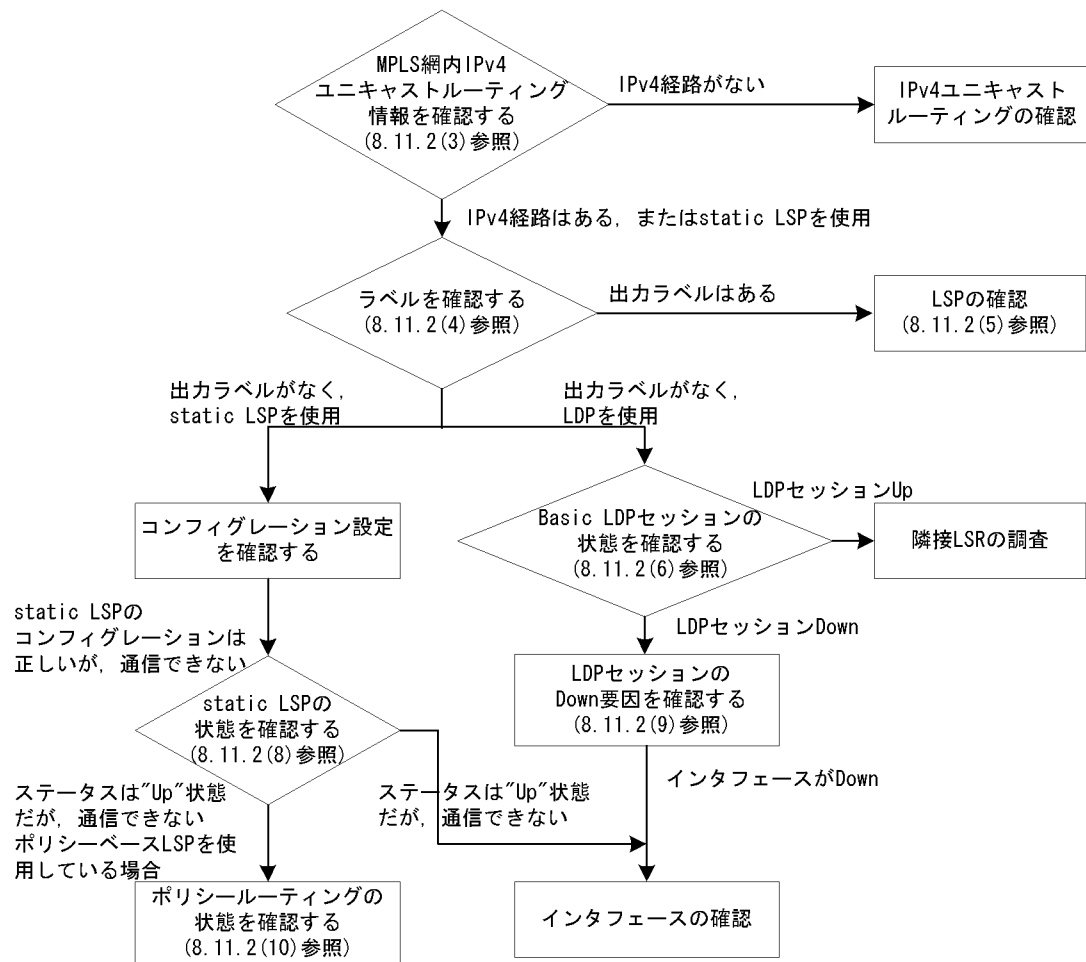 MPLS網内IPv4
ユニキャストルーティング
情報を確認する
(8.11.2(3)参照)
IPv4経路がない
IPv4ユニキャスト
ルーティングの確認
IPv4経路はある，またはstatic LSPを使用
ラベルを確認する
(8.11.2(4)参照)
出力ラベルはある
LSPの確認
(8.11.2(5)参照)
出力ラベルがなく，
static LSPを使用
出力ラベルがなく，
LDPを使用
コンフィグレーション設定
を確認する
Basic LDPセッションの
状態を確認する
(8.11.2(6)参照)
LDPセッションUp
隣接LSRの調査
static LSPの
コンフィグレーションは
正しいが，通信できない
LDPセッションDown
static LSPの
状態を確認する
(8.11.2(8)参照)
LDPセッションの
Down要因を確認する
(8.11.2(9)参照)
ステータスは"Up"状態
だが，通信できない
ポリシーベースLSPを使
用している場合
ステータスは"Up"状態
だが，通信できない
インタフェースがDown
ポリシールーティングの
状態を確認する
(8.11.2(10)参照)
インタフェースの確認